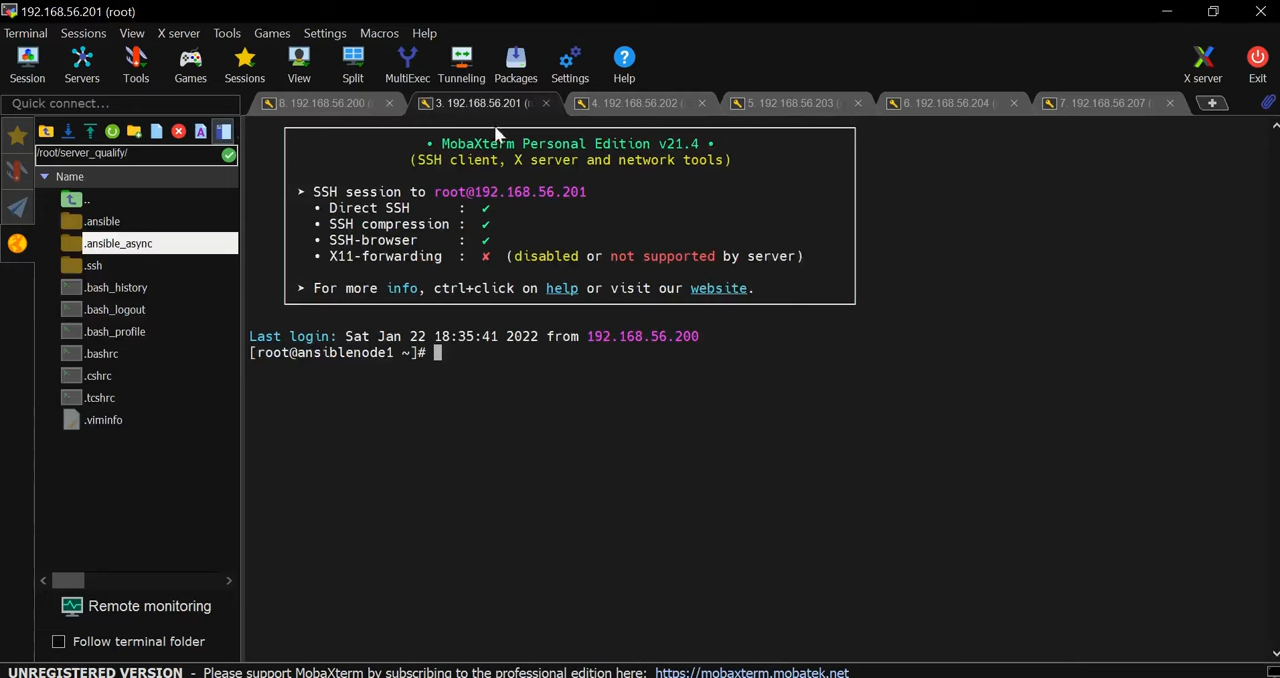 192.168.56.201 (root)
Terminal Sessions View X server Tools Games Settings Macros Help
Session Servers Tools Games Sessions View Split MultiExec Tunneling Packages Settings Help X server Exit
Quick connect...
8. 192.168.56.200 (
3. 192.168.56.201 (
4. 192.168.56.202 (
5. 192.168.56.203 (
6. 192.168.56.204 (
7. 192.168.56.207 (
/root/server_qualify/
Name
..
.ansible
.ansible_async
.ssh
.bash_history
.bash_logout
.bash_profile
.bashrc
.cshrc
.tcshrc
.viminfo
Remote monitoring
Follow terminal folder
• MobaXterm Personal Edition v21.4 •
(SSH client, X server and network tools)
➤ SSH session to root@192.168.56.201
• Direct SSH : ✔
• SSH compression : ✔
• SSH-browser : ✔
• X11-forwarding : ✘ (disabled or not supported by server)
➤ For more info, ctrl+click on help or visit our website.
Last login: Sat Jan 22 18:35:41 2022 from 192.168.56.200
[root@ansiblenode1 ~]#
UNREGISTERED VERSION - Please support MobaXterm by subscribing to the professional edition here: https://mobaxterm.mobatek.net